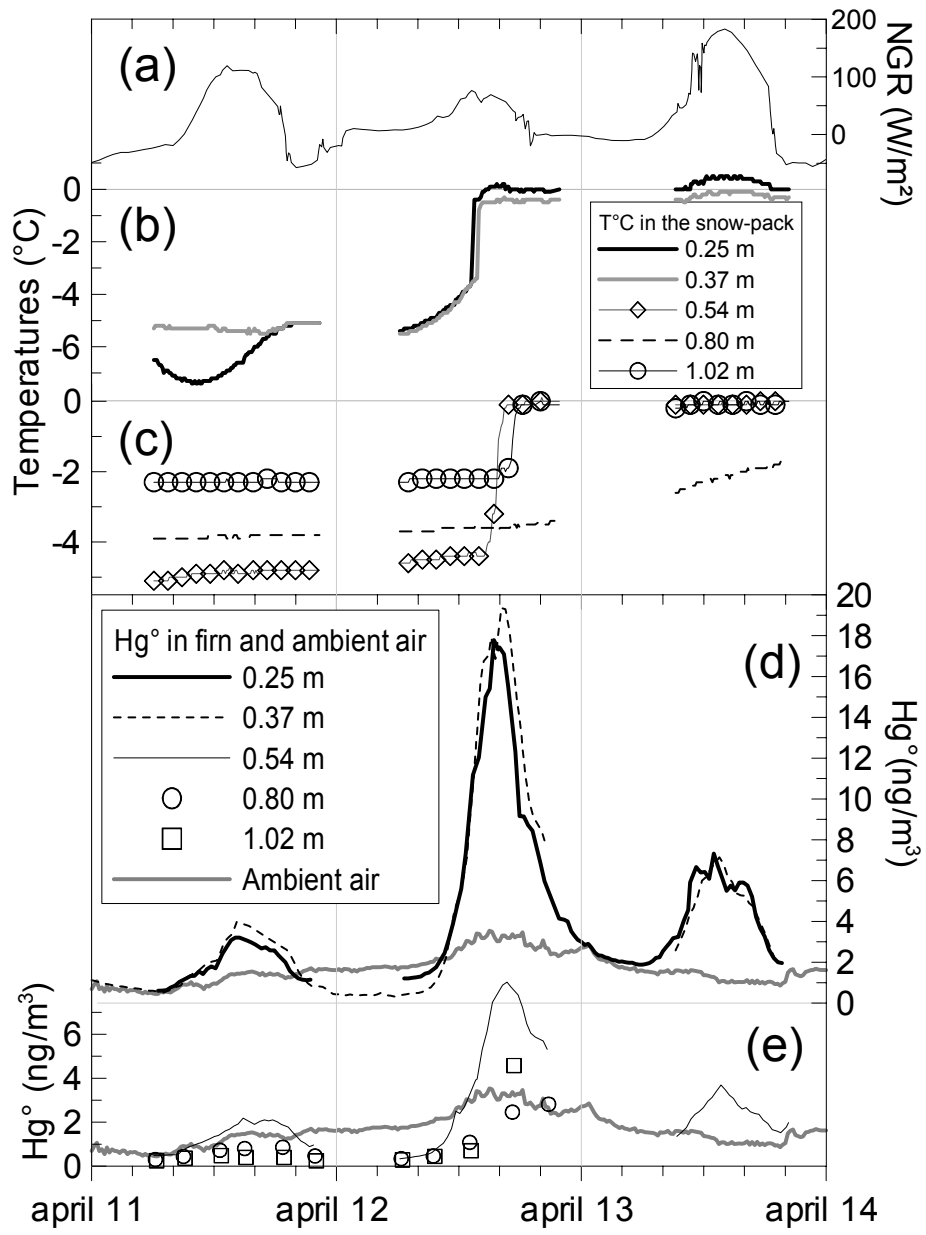 (a)
200
100
0
NGR (W/m²)
0
-2
-4
-6
(b)
T°C in the snow-pack
0.25 m
0.37 m
0.54 m
0.80 m
1.02 m
Temperatures (°C)
0
-2
-4
(c)
Hg° in firn and ambient air
0.25 m
0.37 m
0.54 m
0.80 m
1.02 m
Ambient air
(d)
20
18
16
14
12
10
8
6
4
2
0
Hg°(ng/m³)
(e)
Hg° (ng/m³)
6
4
2
0
april 11
april 12
april 13
april 14